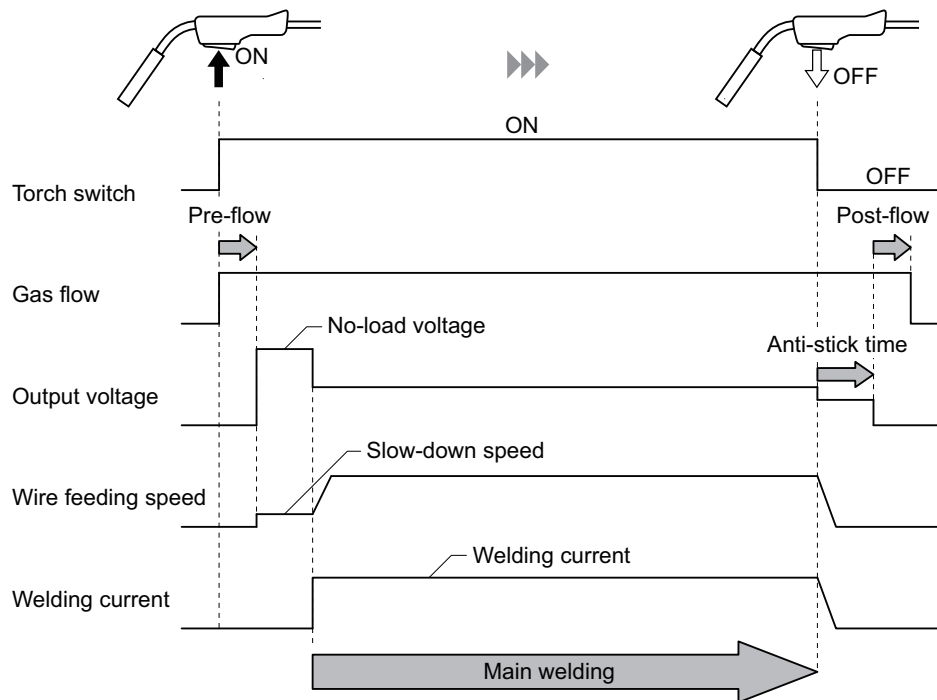 ON
OFF
ON
Torch switch
OFF
Pre-flow
Post-flow
Gas flow
No-load voltage
Anti-stick time
Output voltage
Slow-down speed
Wire feeding speed
Welding current
Welding current
Main welding